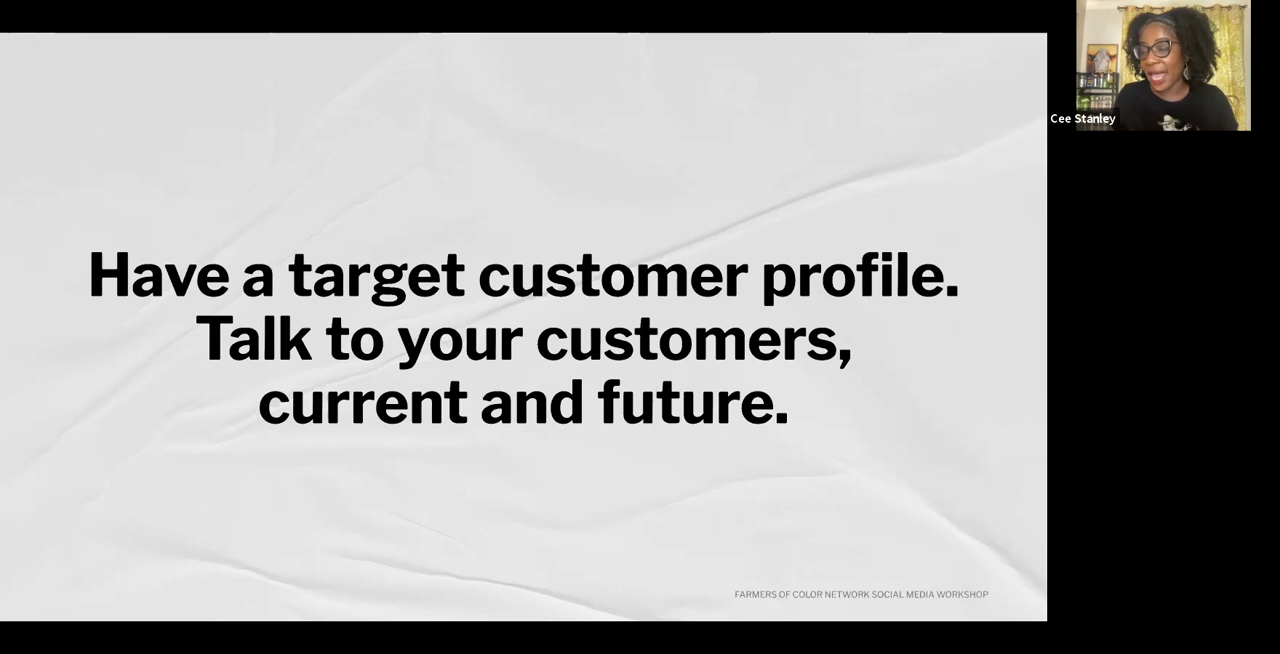 Have a target customer profile.
Talk to your customers,
current and future.
FARMERS OF COLOR NETWORK SOCIAL MEDIA WORKSHOP
Cee Stanley